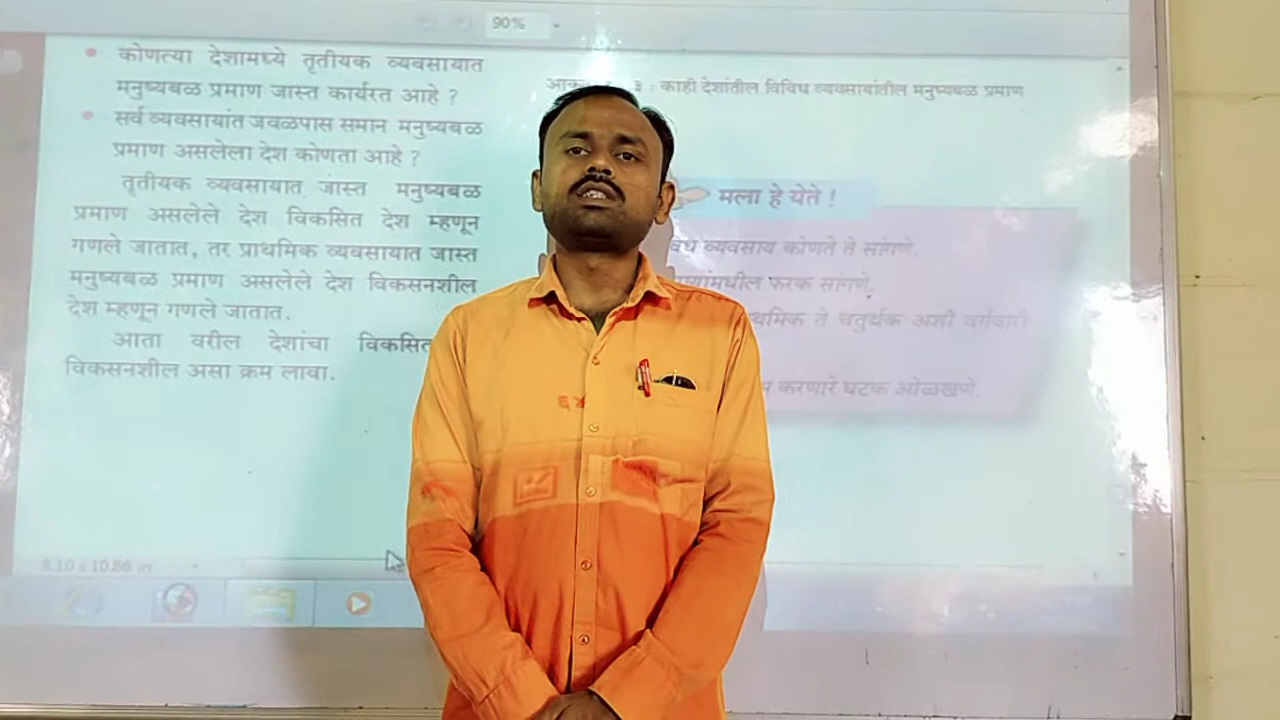 90%
कोणत्या देशामध्ये तृतीयक व्यवसायात
मनुष्यबळ प्रमाण जास्त कार्यरत आहे ?
सर्व व्यवसायांत जवळपास समान मनुष्यबळ
प्रमाण असलेला देश कोणता आहे ?
तृतीयक व्यवसायात जास्त मनुष्यबळ
प्रमाण असलेले देश विकसित देश म्हणून
गणले जातात, तर प्राथमिक व्यवसायात जास्त
मनुष्यबळ प्रमाण असलेले देश विकसनशील
देश म्हणून गणले जातात.
आता वरील देशांचा विकसित
विकसनशील असा क्रम लावा.
: काही देशांतील विविध व्यवसायांतील मनुष्यबळ प्रमाण
मला हे येते !
व्यवसाय कोणते ते सांगणे.
फरक सांगणे.
ते चतुर्थक अशी वर्गवारी
करणारे घटक ओळखणे.
8.10 x 10.86 in